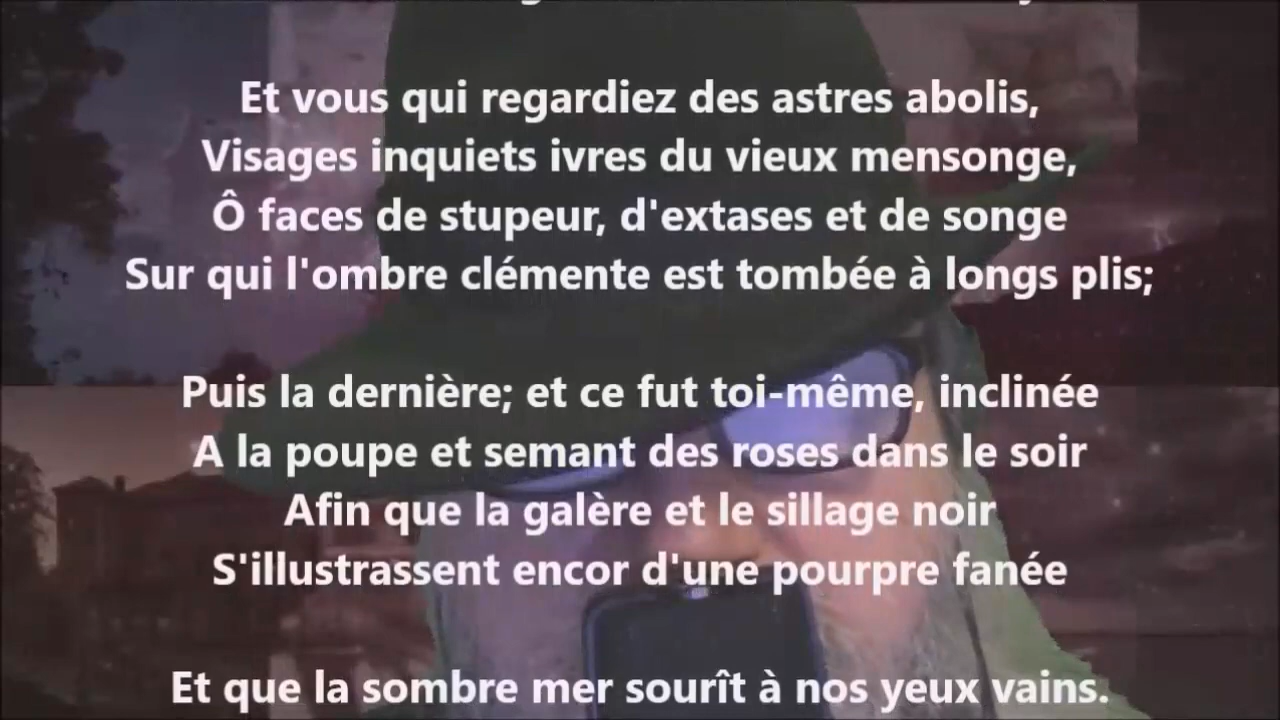 Et vous qui regardiez des astres abolis,
Visages inquiets ivres du vieux mensonge,
Ô faces de stupeur, d'extases et de songe
Sur qui l'ombre clémente est tombée à longs plis;
Puis la dernière; et ce fut toi-même, inclinée
A la poupe et semant des roses dans le soir
Afin que la galère et le sillage noir
S'illustrassent encor d'une pourpre fanée
Et que la sombre mer sourît à nos yeux vains.